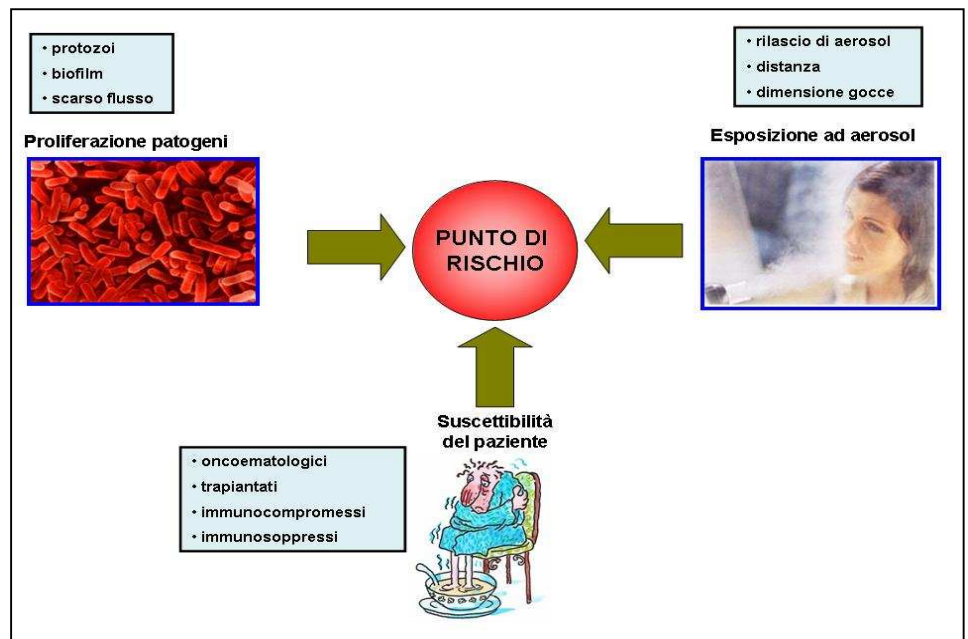 • protozoi
• biofilm
• scarso flusso
Proliferazione patogeni
• rilascio di aerosol
• distanza
• dimensione gocce
Esposizione ad aerosol
PUNTO DI
RISCHIO
Suscettibilità
del paziente
• oncoematologici
• trapiantati
• immunocompromessi
• immunosoppressi